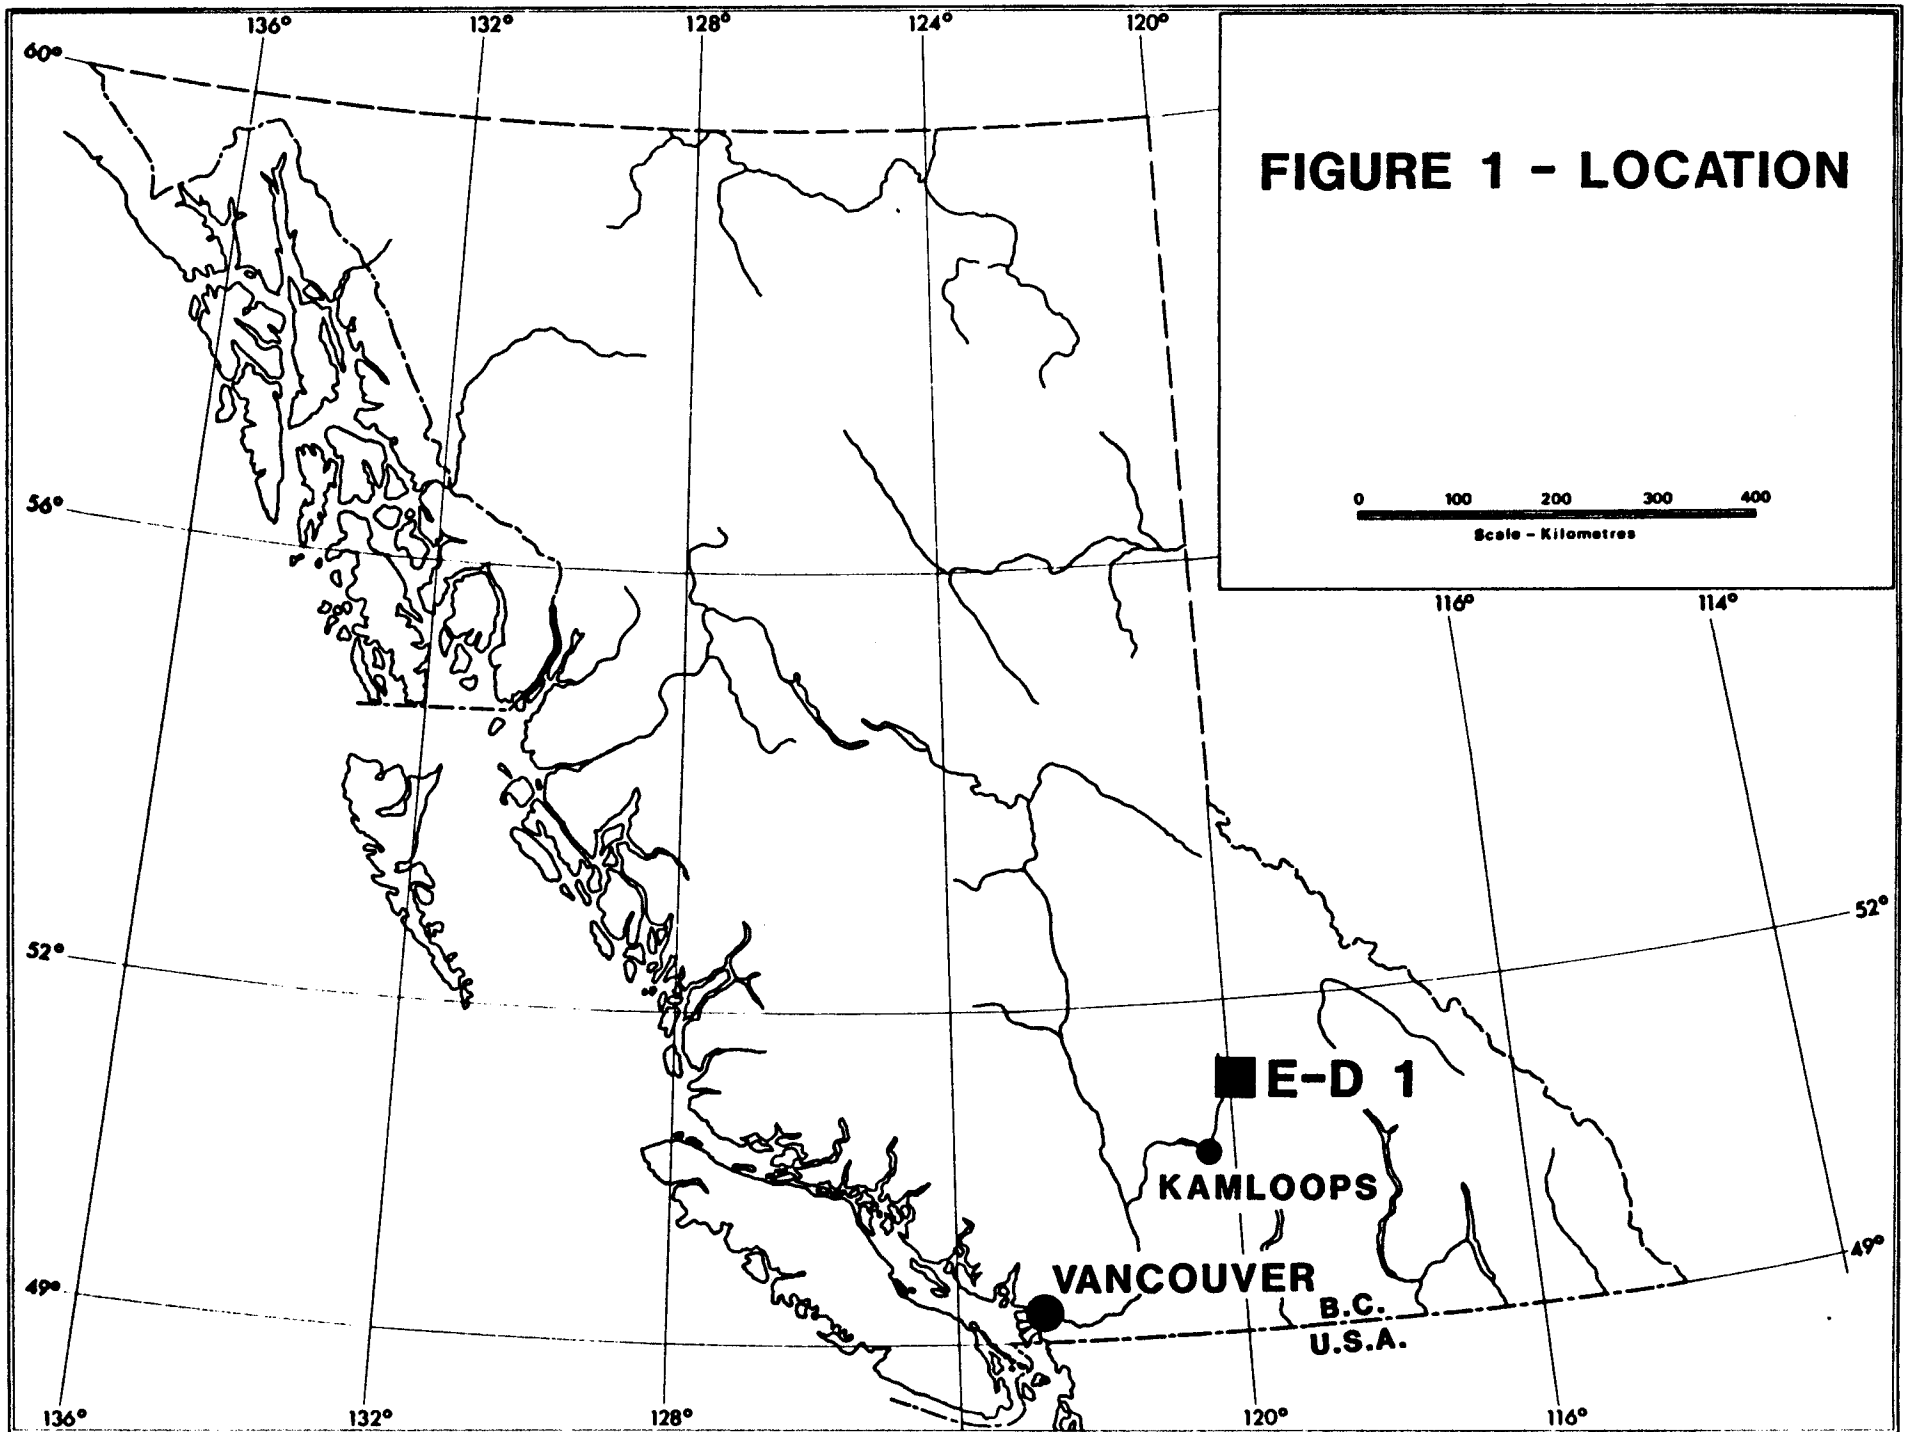 136° 132° 128° 124° 120°
60°
FIGURE 1 - LOCATION
0 100 200 300 400
Scale - Kilometres
56°
116° 114°
52°
52°
E-D 1
KAMLOOPS
VANCOUVER
49°
49°
B.C.
U.S.A.
136° 132° 128° 120° 116°